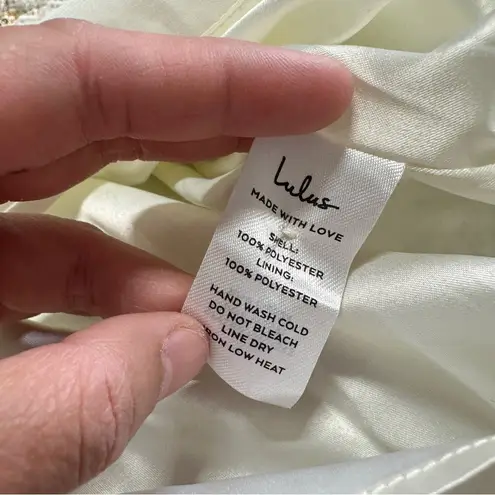 Lulus
MADE WITH LOVE
SHELL:
100% POLYESTER
LINING:
100% POLYESTER
HAND WASH COLD
DO NOT BLEACH
LINE DRY
IRON LOW HEAT